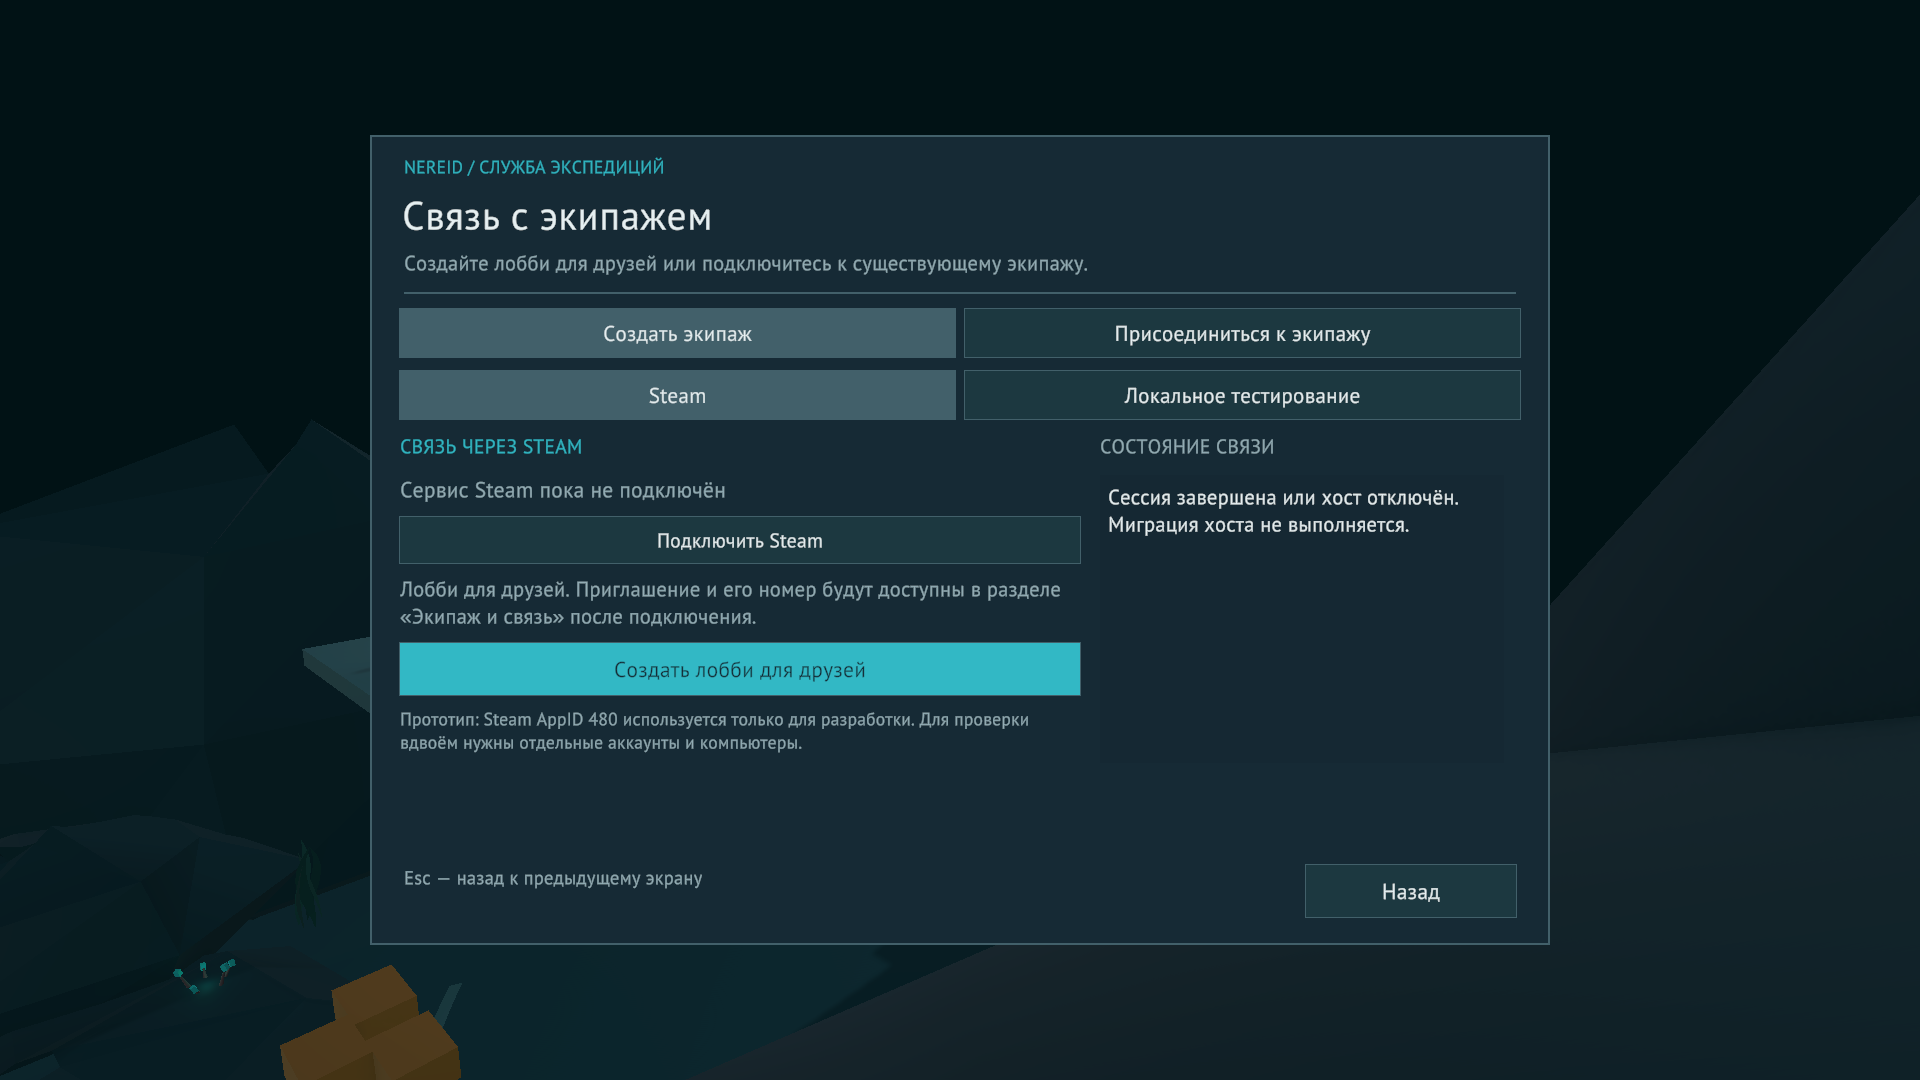 NEREID / СЛУЖБА ЭКСПЕДИЦИЙ
Связь с экипажем
Создайте лобби для друзей или подключитесь к существующему экипажу.
Создать экипаж
Присоединиться к экипажу
Steam
Локальное тестирование
СВЯЗЬ ЧЕРЕЗ STEAM
Сервис Steam пока не подключён
Подключить Steam
Лобби для друзей. Приглашение и его номер будут доступны в разделе
«Экипаж и связь» после подключения.
Создать лобби для друзей
Прототип: Steam AppID 480 используется только для разработки. Для проверки
вдвоём нужны отдельные аккаунты и компьютеры.
СОСТОЯНИЕ СВЯЗИ
Сессия завершена или хост отключён.
Миграция хоста не выполняется.
Esc — назад к предыдущему экрану
Назад